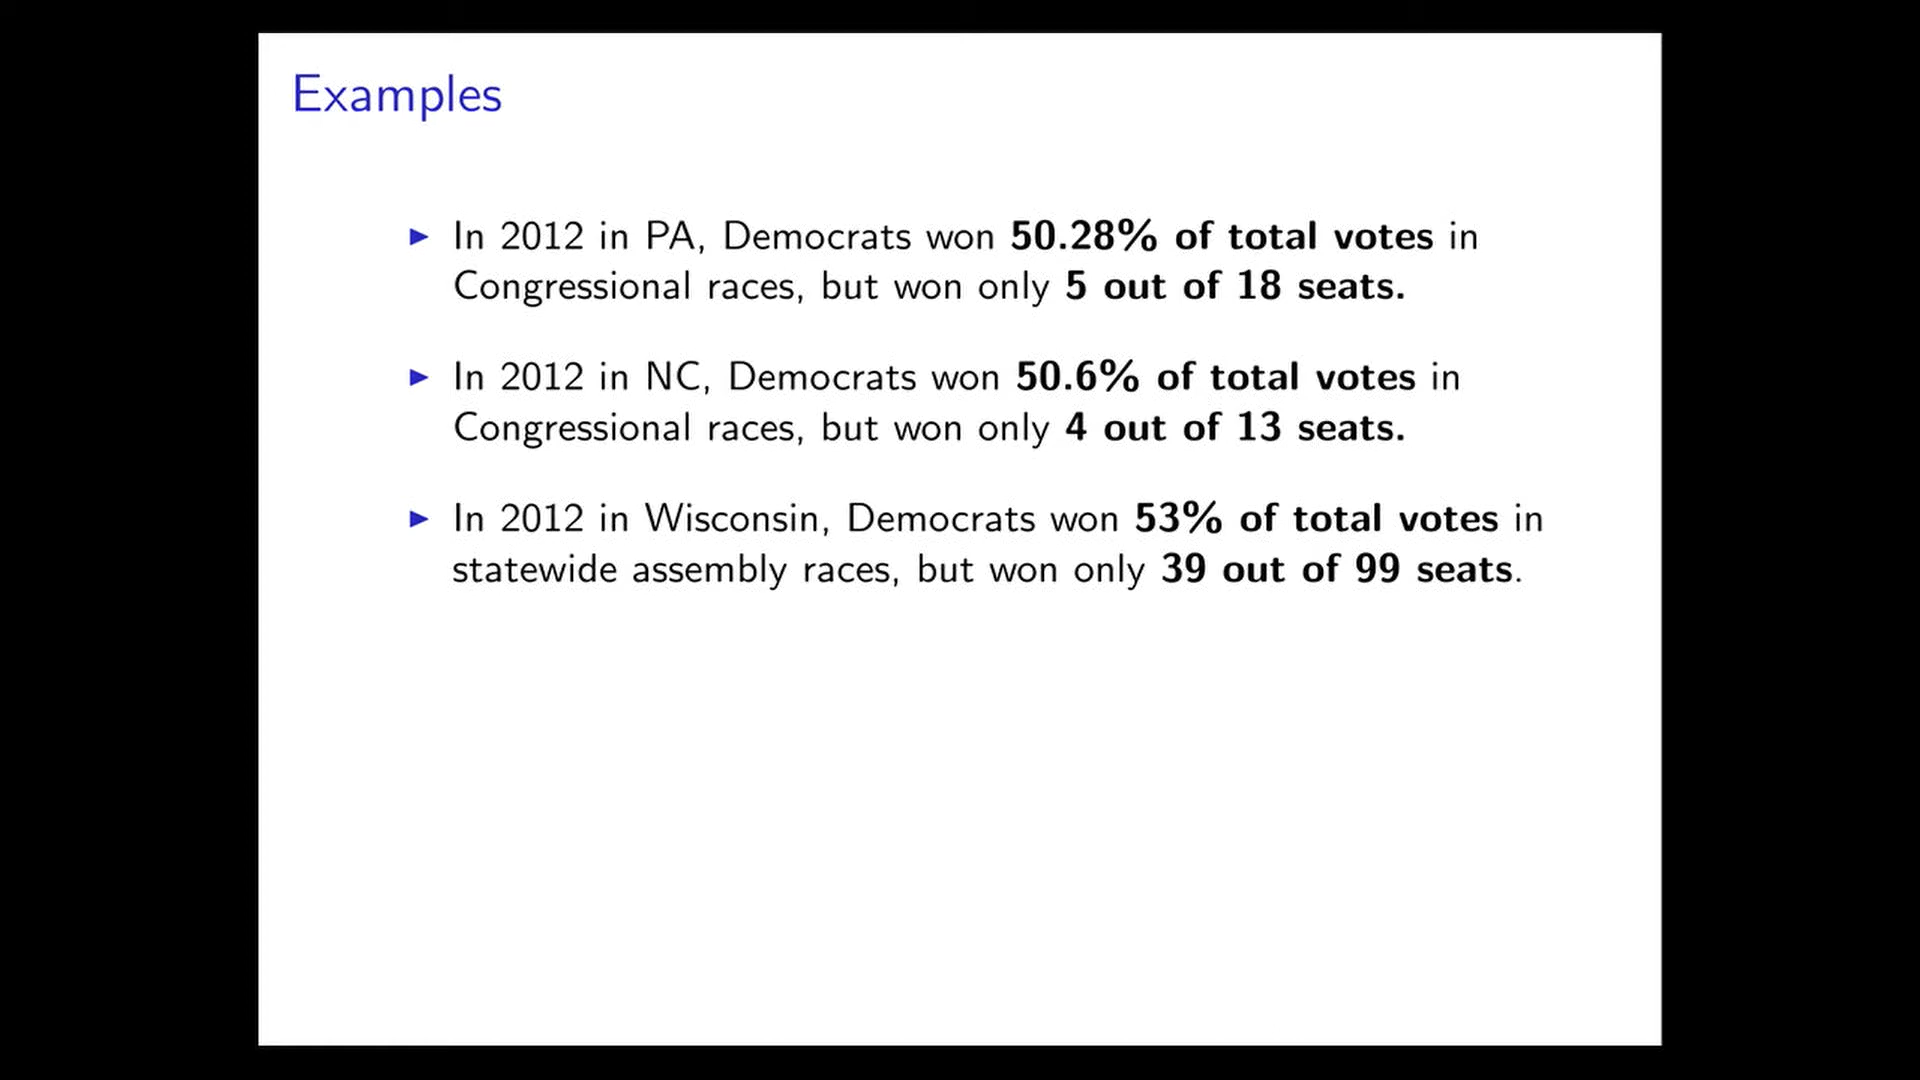 Examples
▶ In 2012 in PA, Democrats won 50.28% of total votes in
Congressional races, but won only 5 out of 18 seats.
▶ In 2012 in NC, Democrats won 50.6% of total votes in
Congressional races, but won only 4 out of 13 seats.
▶ In 2012 in Wisconsin, Democrats won 53% of total votes in
statewide assembly races, but won only 39 out of 99 seats.